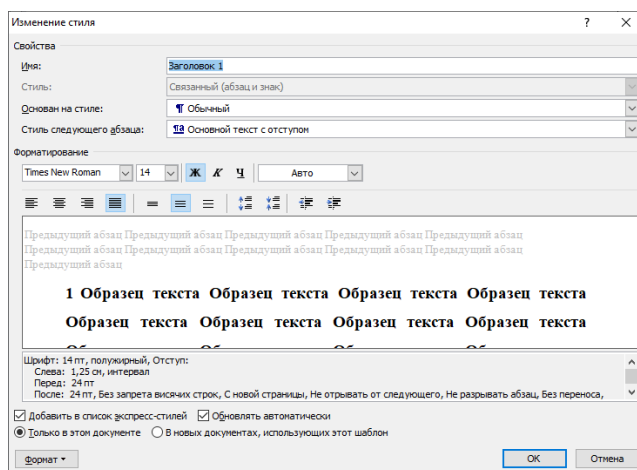 Изменение стиля ? ×
Свойства
Имя: Заголовок 1
Стиль: Связанный (абзац и знак)
Основан на стиле: ¶ Обычный
Стиль следующего абзаца: ¶a Основной текст с отступом
Форматирование
Times New Roman 14 Ж К Ч Авто
Предыдущий абзац Предыдущий абзац Предыдущий абзац Предыдущий абзац Предыдущий абзац
Предыдущий абзац Предыдущий абзац Предыдущий абзац Предыдущий абзац Предыдущий абзац
Предыдущий абзац
1 Образец текста Образец текста Образец текста Образец текста
Образец текста Образец текста Образец текста Образец текста
Шрифт: 14 пт, полужирный, Отступ:
Слева: 1,25 см, интервал
Перед: 24 пт
После: 24 пт, Без запрета висячих строк, С новой страницы, Не отрывать от следующего, Не разрывать абзац, Без переноса,
Добавить в список экспресс-стилей Обновлять автоматически
Только в этом документе В новых документах, использующих этот шаблон
Формат ОК Отмена